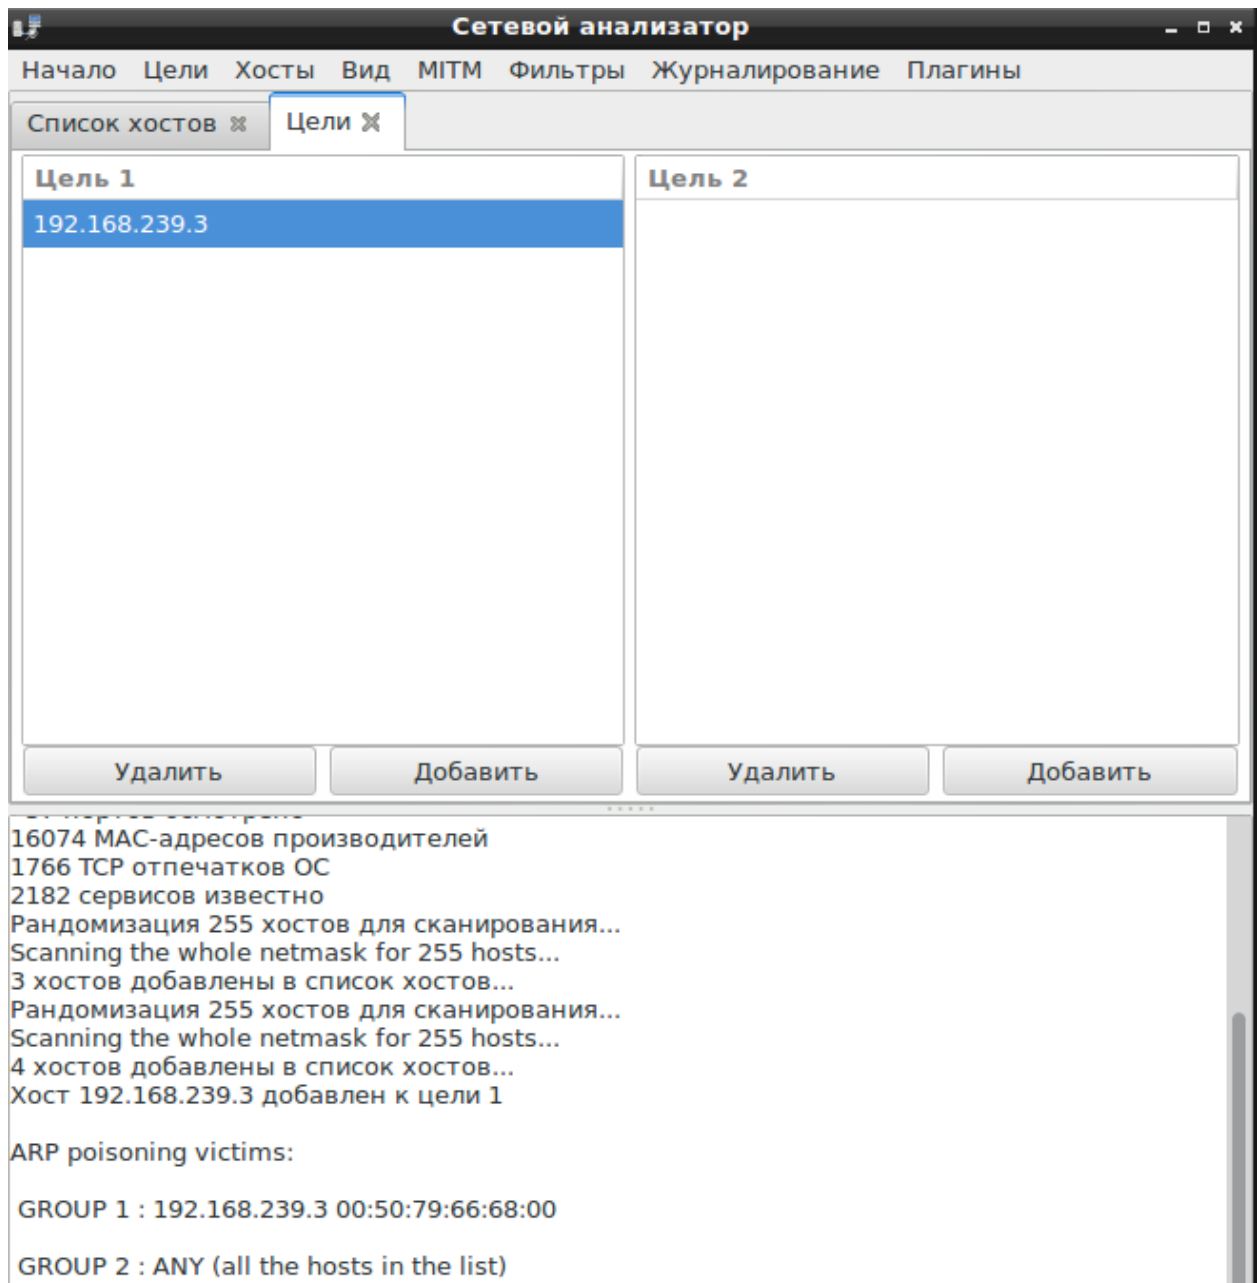 Сетевой анализатор
Начало Цели Хосты Вид MITM Фильтры Журналирование Плагины
Список хостов Цели
Цель 1 Цель 2
192.168.239.3
Удалить Добавить Удалить Добавить
16074 MAC-адресов производителей
1766 TCP отпечатков ОС
2182 сервисов известно
Рандомизация 255 хостов для сканирования...
Scanning the whole netmask for 255 hosts...
3 хостов добавлены в список хостов...
Рандомизация 255 хостов для сканирования...
Scanning the whole netmask for 255 hosts...
4 хостов добавлены в список хостов...
Хост 192.168.239.3 добавлен к цели 1
ARP poisoning victims:
GROUP 1 : 192.168.239.3 00:50:79:66:68:00
GROUP 2 : ANY (all the hosts in the list)